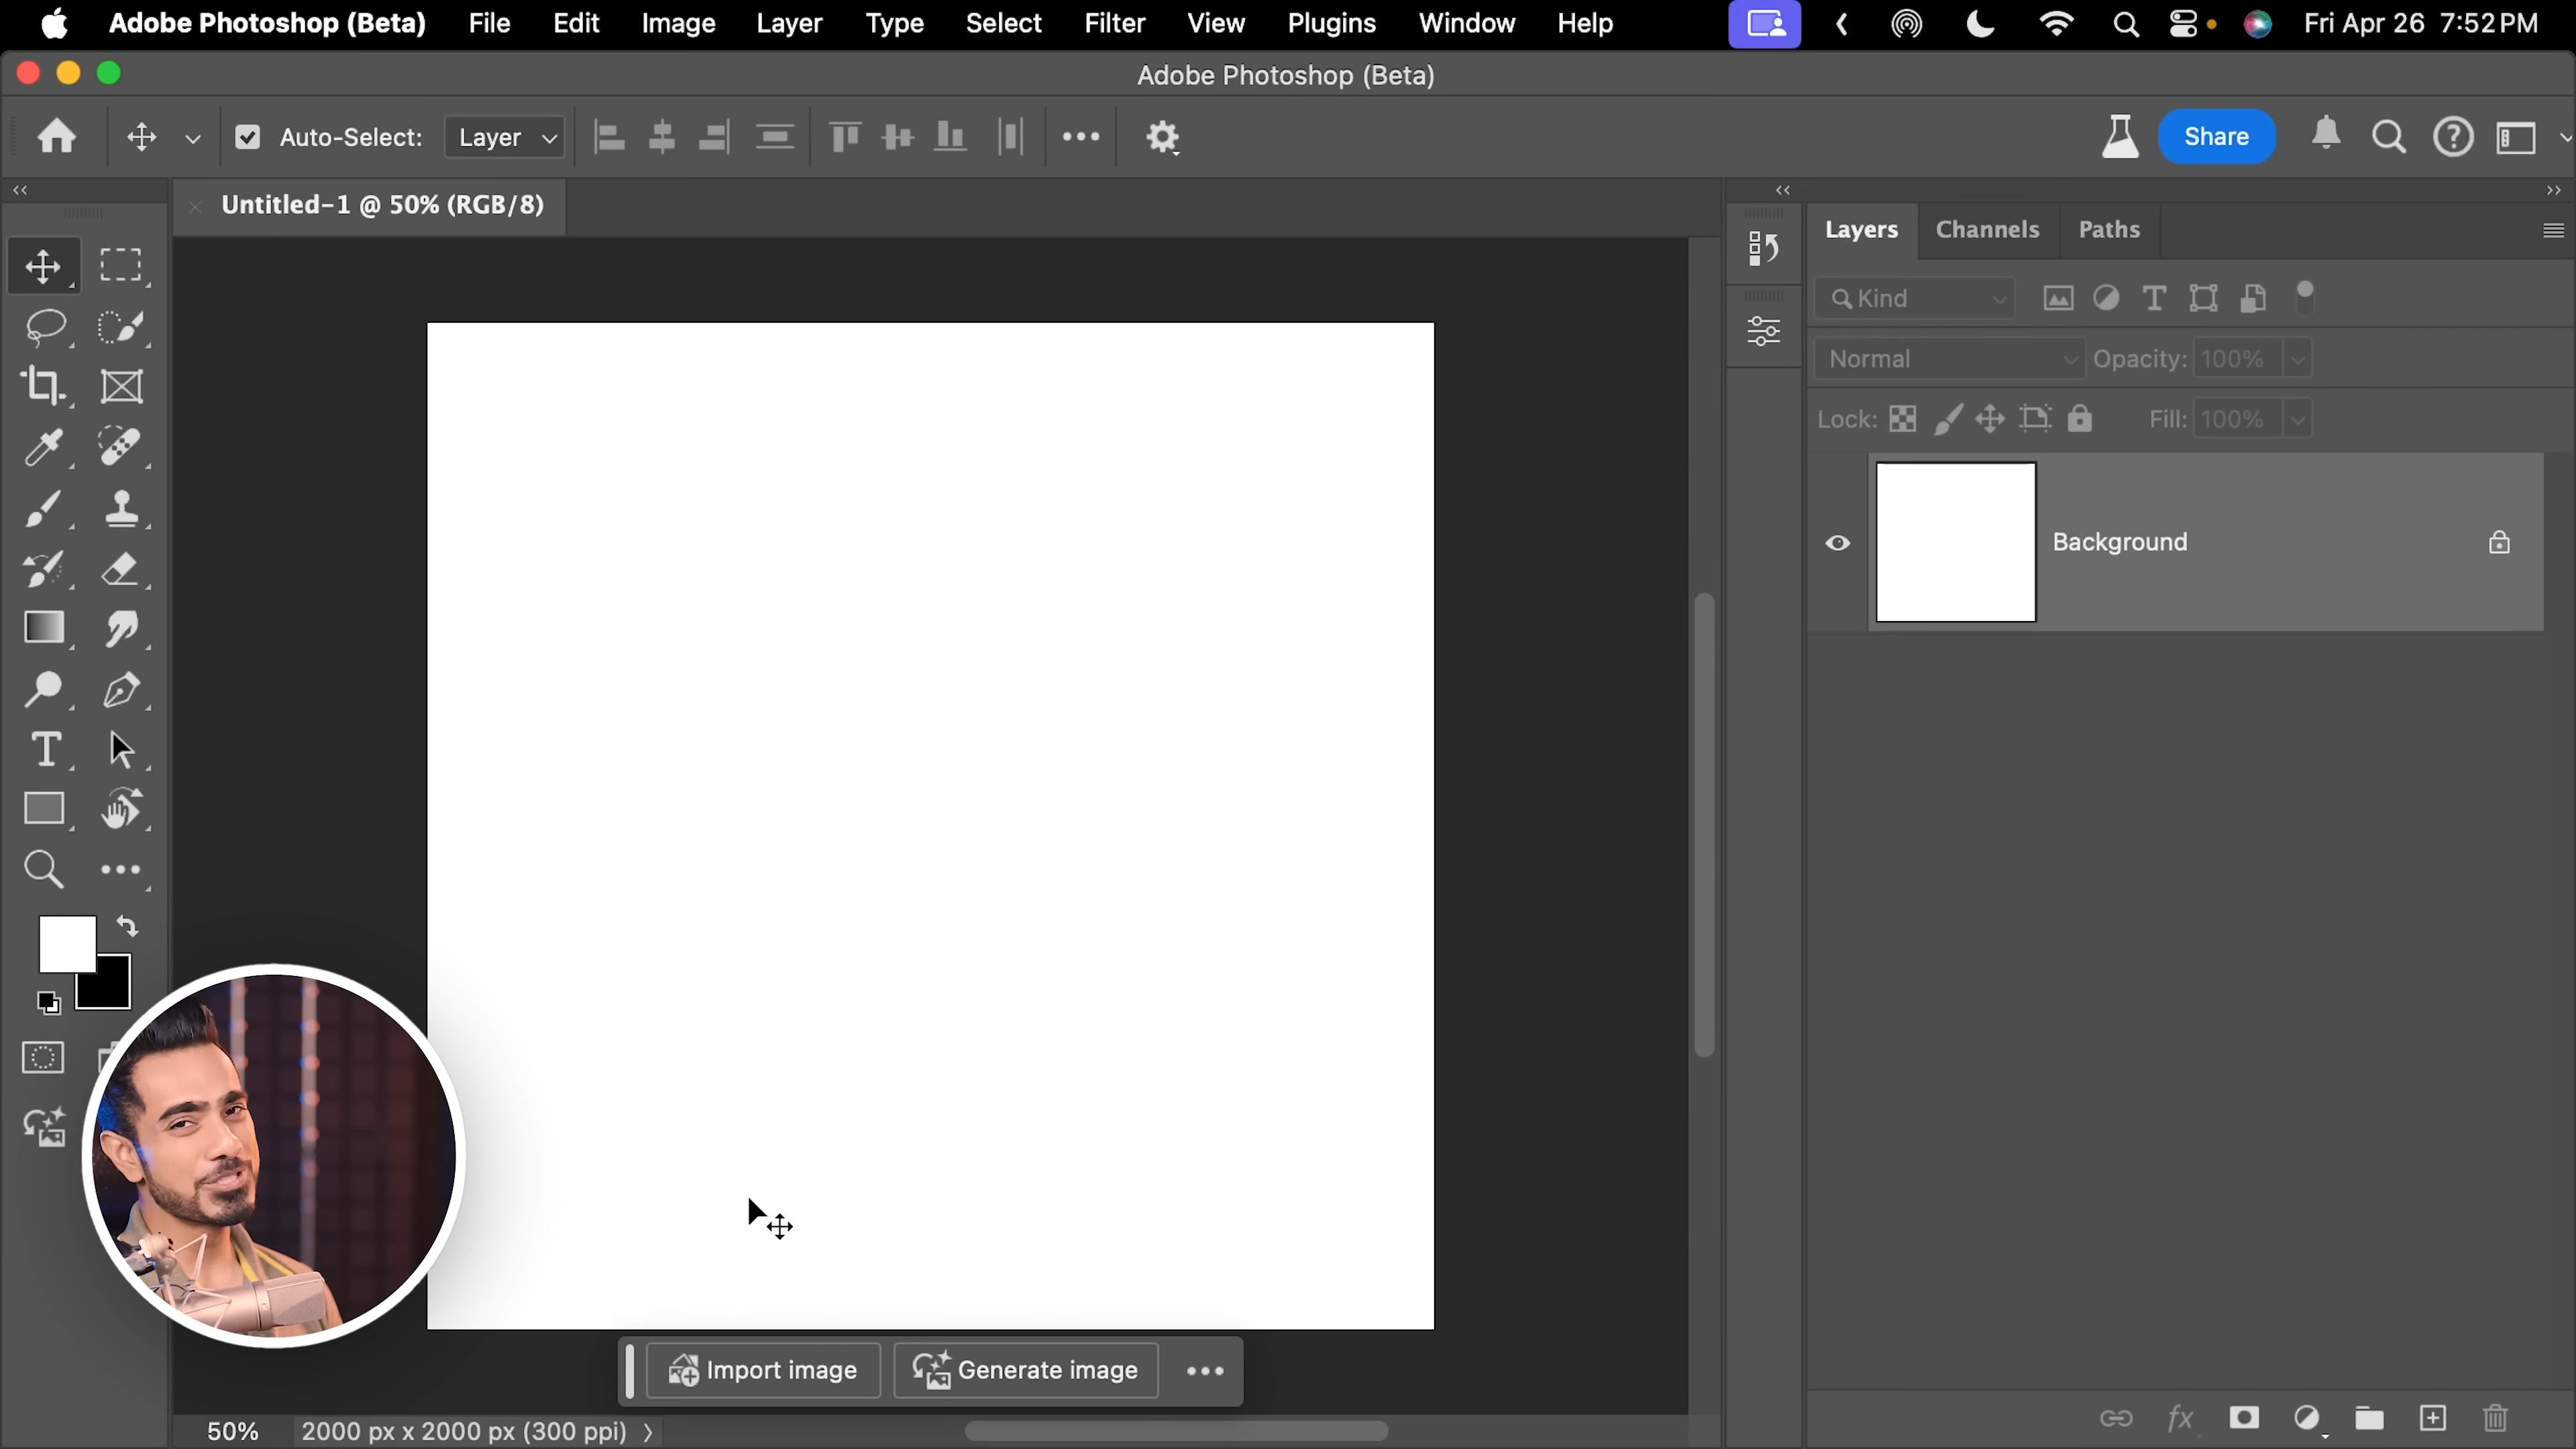 Adobe Photoshop (Beta) File Edit Image Layer Type Select Filter View Plugins Window Help Fri Apr 26 7:52 PM
Adobe Photoshop (Beta)
Auto-Select: Layer Share
Untitled-1 @ 50% (RGB/8)
Layers Channels Paths
Kind
Normal Opacity: 100%
Lock: Fill: 100%
Background
Import image Generate image
fx
50% 2000 px x 2000 px (300 ppi)